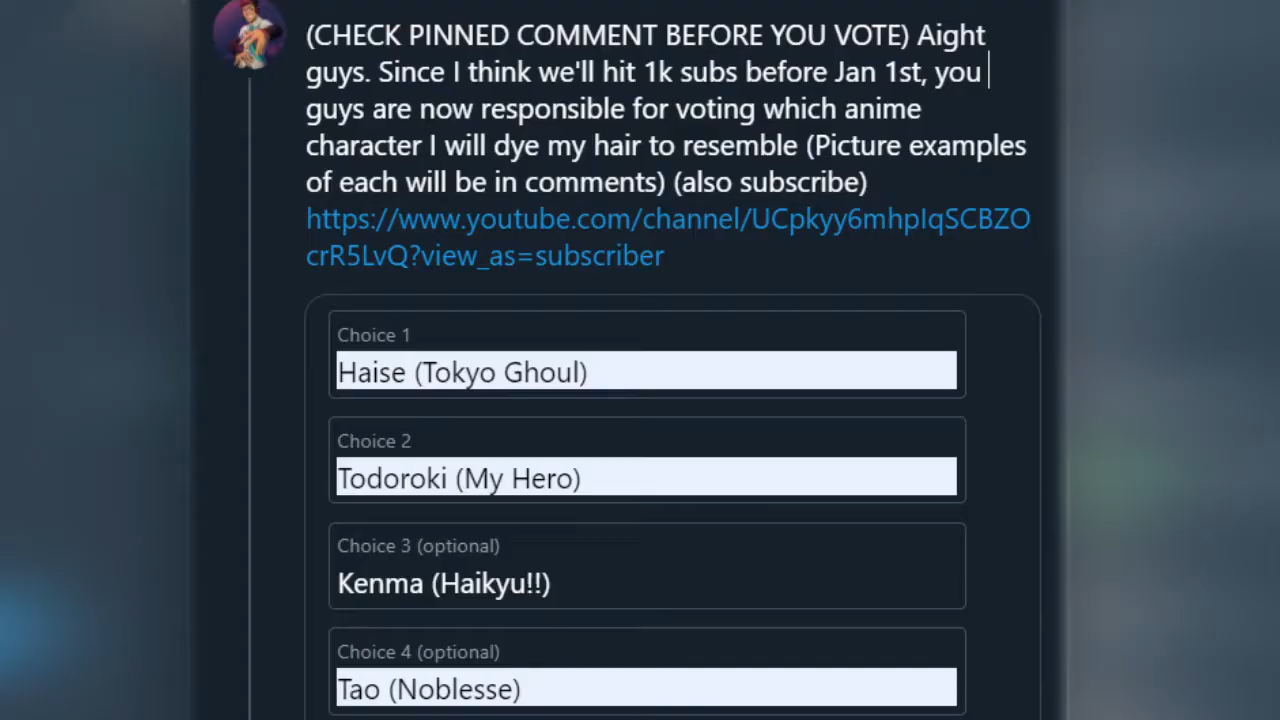 (CHECK PINNED COMMENT BEFORE YOU VOTE) Aight
guys. Since I think we'll hit 1k subs before Jan 1st, you
guys are now responsible for voting which anime
character I will dye my hair to resemble (Picture examples
of each will be in comments) (also subscribe)
https://www.youtube.com/channel/UCpkyy6mhpIqSCBZO
crR5LvQ?view_as=subscriber
Choice 1
Haise (Tokyo Ghoul)
Choice 2
Todoroki (My Hero)
Choice 3 (optional)
Kenma (Haikyu!!)
Choice 4 (optional)
Tao (Noblesse)